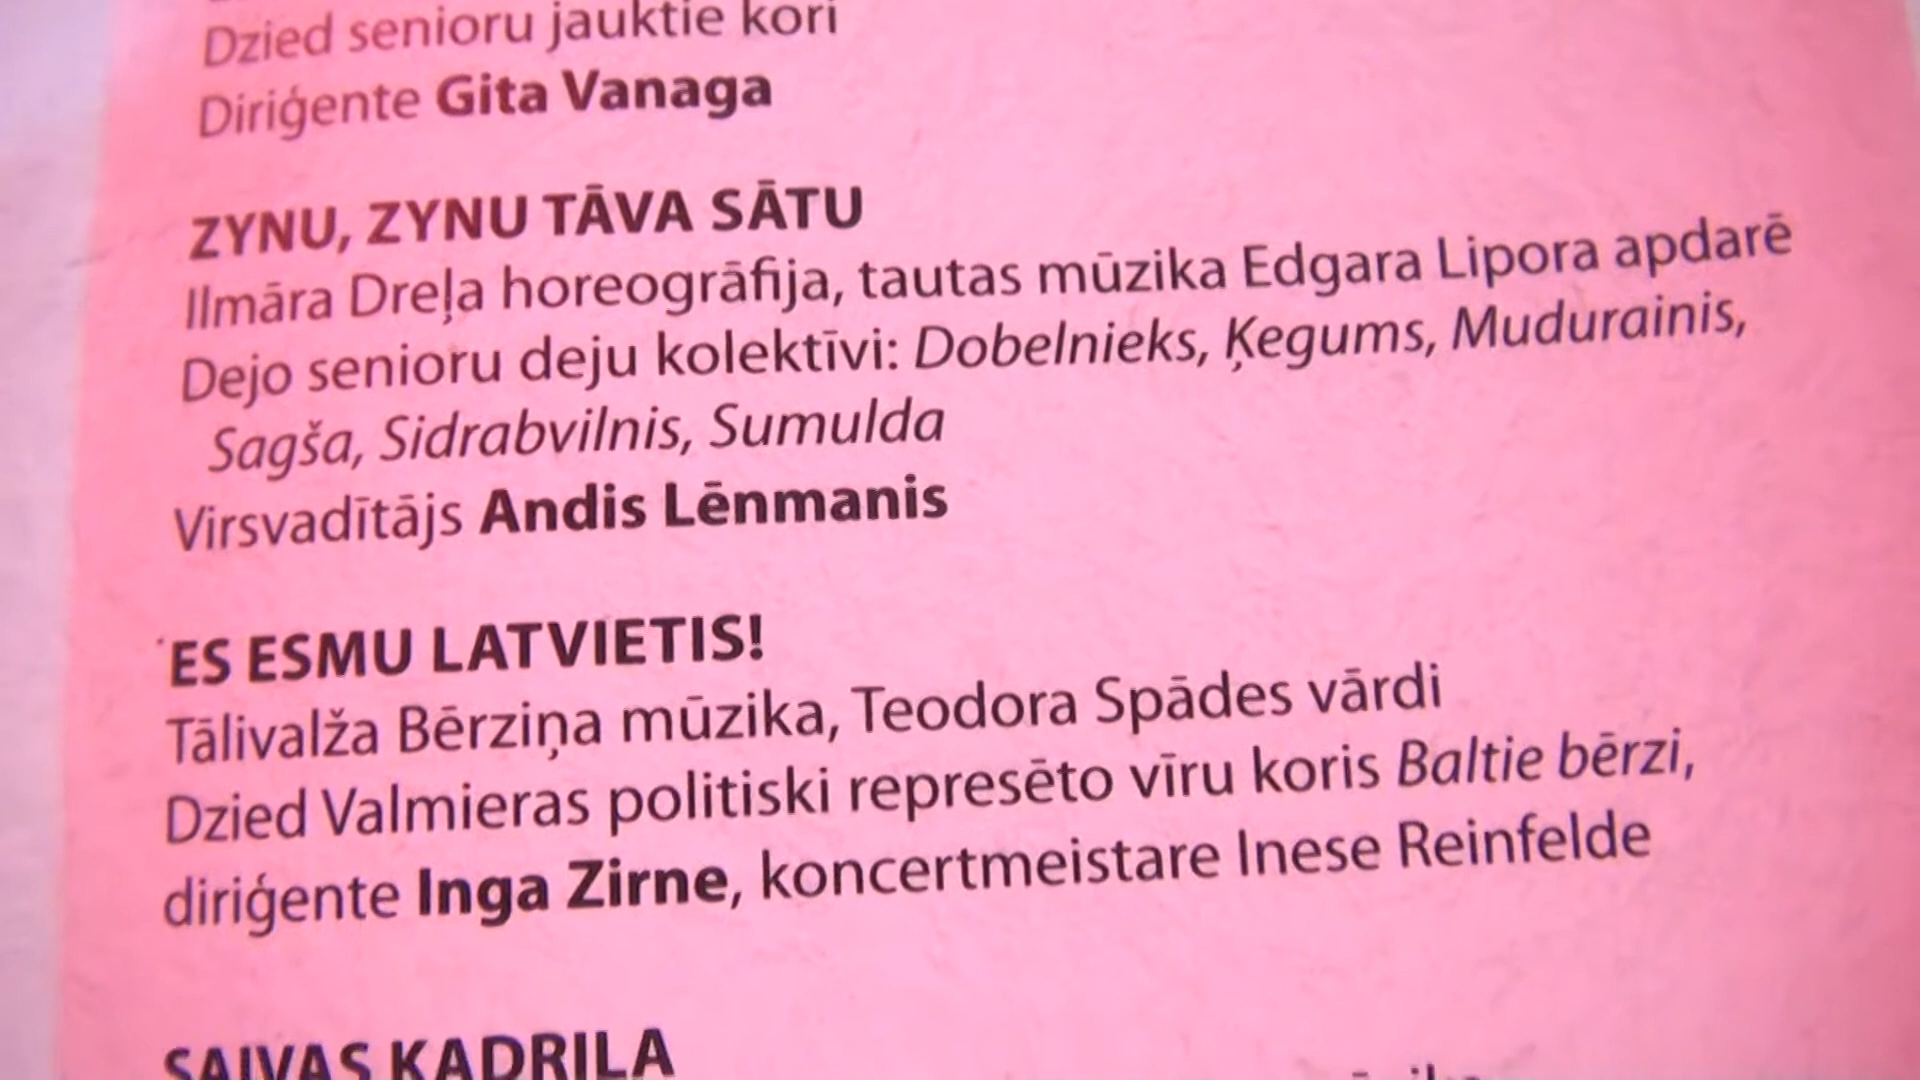 Dzied senioru jauktie kori
Diriģente Gita Vanaga
ZYNU, ZYNU TĀVA SĀTU
Ilmāra Dreļa horeogrāfija, tautas mūzika Edgara Lipora apdarē
Dejo senioru deju kolektīvi: Dobelnieks, Ķegums, Mudurainis,
Sagša, Sidrabvilnis, Sumulda
Virsvadītājs Andis Lēnmanis
ES ESMU LATVIETIS!
Tālivalža Bērziņa mūzika, Teodora Spādes vārdi
Dzied Valmieras politiski represēto vīru koris Baltie bērzi,
diriģente Inga Zirne, koncertmeistare Inese Reinfelde
SAIVAS KADRIĻA